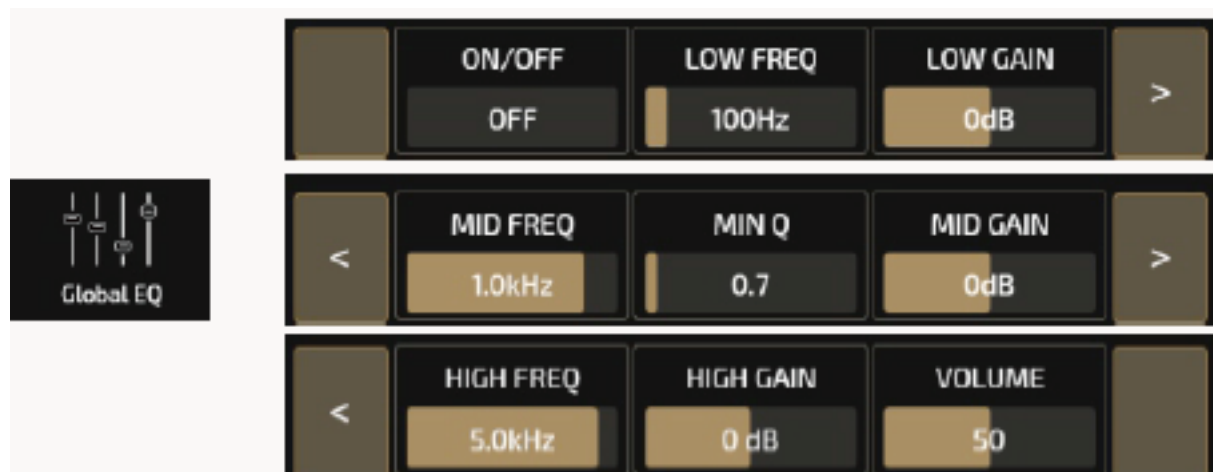 ON/OFF LOW FREQ LOW GAIN
OFF 100Hz 0dB >
Global EQ
< MID FREQ MIN Q MID GAIN >
1.0kHz 0.7 0dB
HIGH FREQ HIGH GAIN VOLUME
< 5.0kHz 0 dB 50